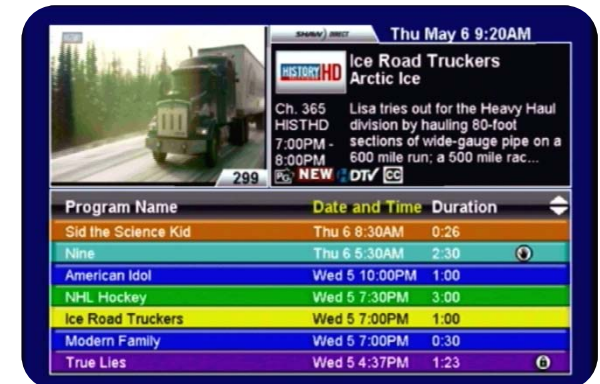 SHAW) DIRECT
Thu May 6 9:20AM
HISTORY HD
Ice Road Truckers
Arctic Ice
Ch. 365
HISTHD
7:00PM -
8:00PM
Lisa tries out for the Heavy Haul
division by hauling 80-foot
sections of wide-gauge pipe on a
600 mile run; a 500 mile rac...
299
PG NEW HDTV CC
Program Name Date and Time Duration
Sid the Science Kid Thu 6 8:30AM 0:26
Nine Thu 6 5:30AM 2:30
American Idol Wed 5 10:00PM 1:00
NHL Hockey Wed 5 7:30PM 3:00
Ice Road Truckers Wed 5 7:00PM 1:00
Modern Family Wed 5 7:00PM 0:30
True Lies Wed 5 4:37PM 1:23